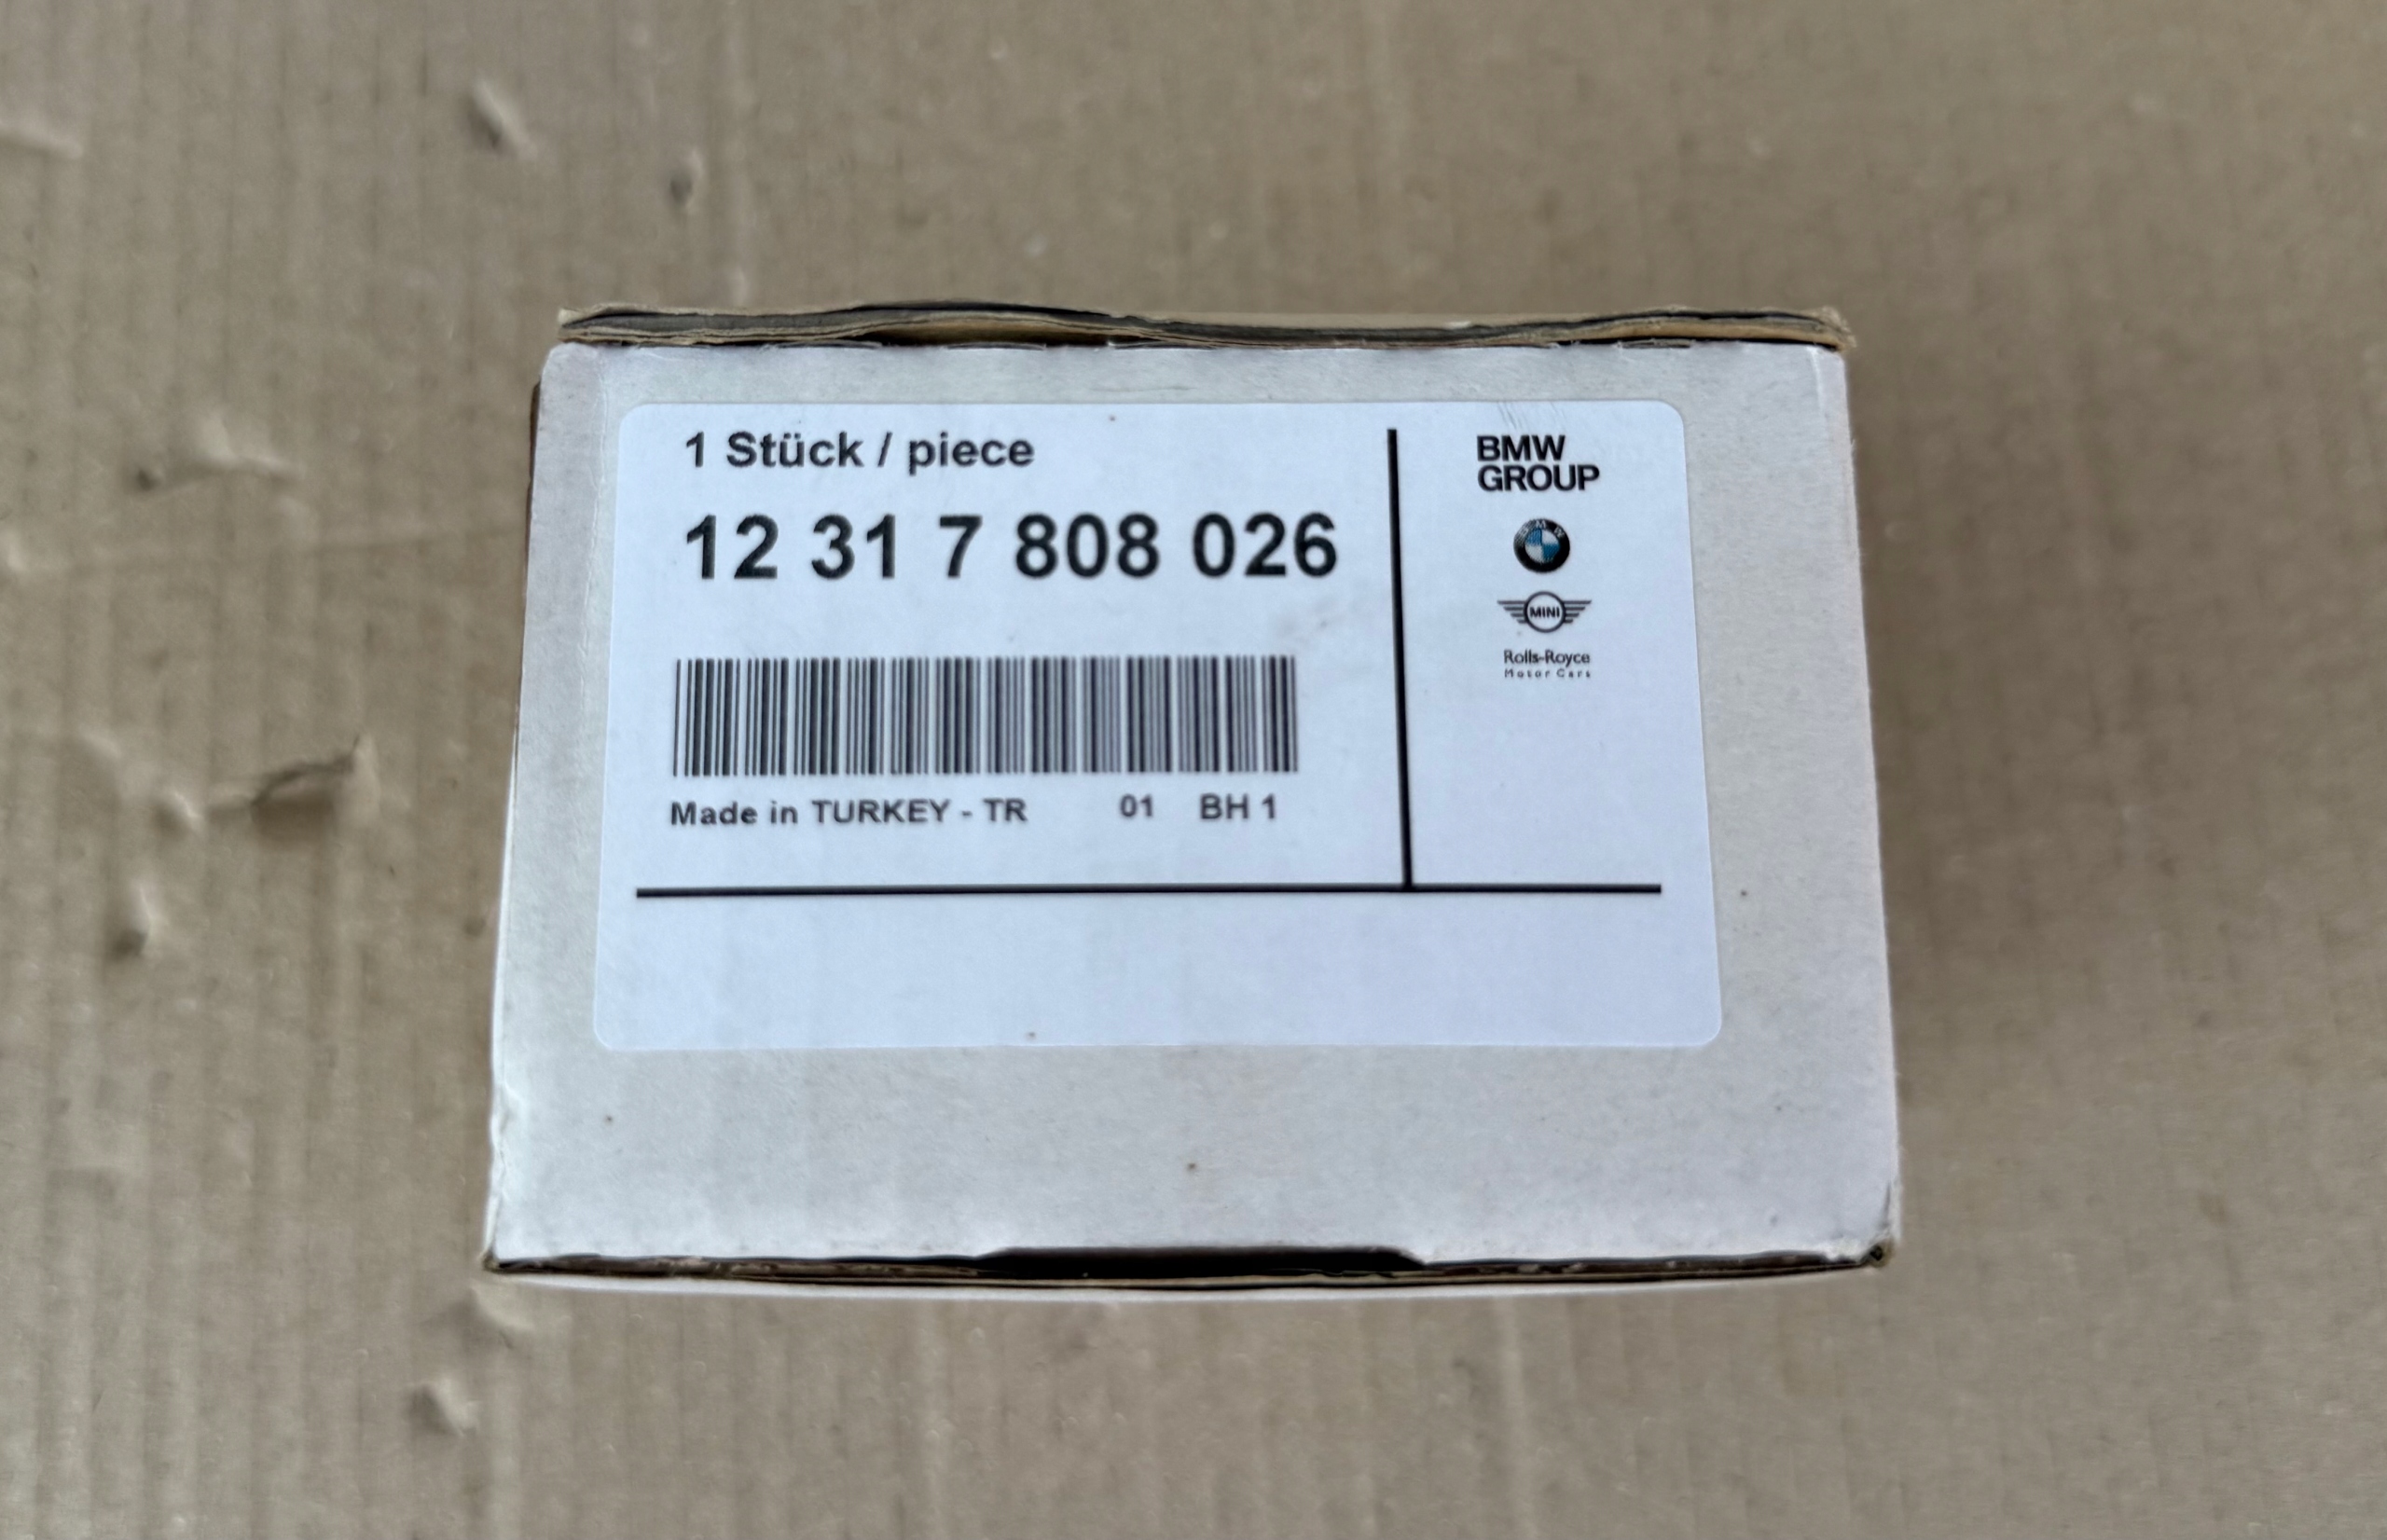 1 Stück / piece
12 31 7 808 026
Made in TURKEY - TR 01 BH 1
BMW
GROUP
BMW
MINI
Rolls-Royce
Motor Cars